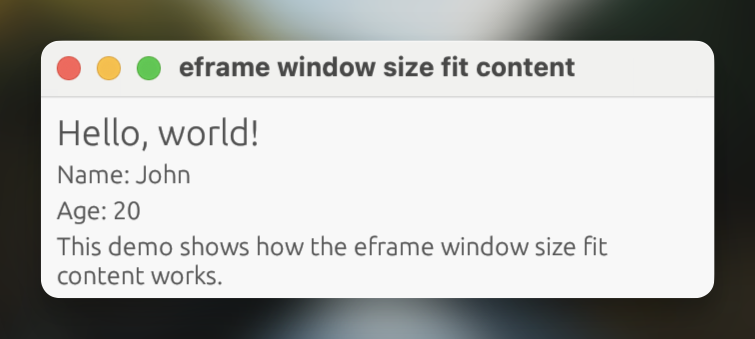 eframe window size fit content
Hello, world!
Name: John
Age: 20
This demo shows how the eframe window size fit
content works.